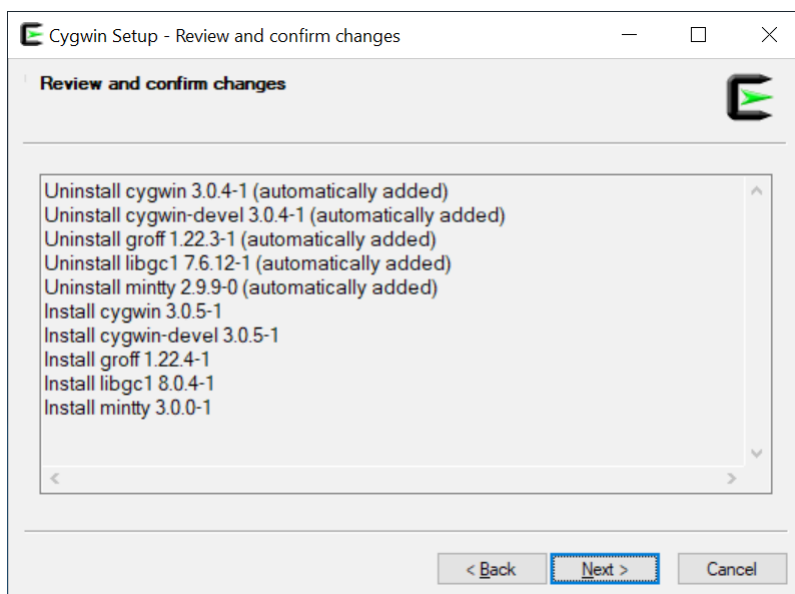 Cygwin Setup - Review and confirm changes
Review and confirm changes
Uninstall cygwin 3.0.4-1 (automatically added)
Uninstall cygwin-devel 3.0.4-1 (automatically added)
Uninstall groff 1.22.3-1 (automatically added)
Uninstall libgc1 7.6.12-1 (automatically added)
Uninstall mintty 2.9.9-0 (automatically added)
Install cygwin 3.0.5-1
Install cygwin-devel 3.0.5-1
Install groff 1.22.4-1
Install libgc1 8.0.4-1
Install mintty 3.0.0-1
< Back Next > Cancel